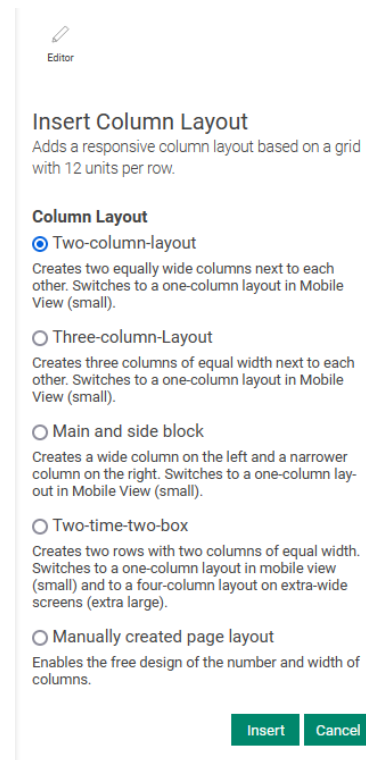 Editor
Insert Column Layout
Adds a responsive column layout based on a grid
with 12 units per row.
Column Layout
Two-column-layout
Creates two equally wide columns next to each
other. Switches to a one-column layout in Mobile
View (small).
Three-column-Layout
Creates three columns of equal width next to each
other. Switches to a one-column layout in Mobile
View (small).
Main and side block
Creates a wide column on the left and a narrower
column on the right. Switches to a one-column lay-
out in Mobile View (small).
Two-time-two-box
Creates two rows with two columns of equal width.
Switches to a one-column layout in mobile view
(small) and to a four-column layout on extra-wide
screens (extra large).
Manually created page layout
Enables the free design of the number and width of
columns.
Insert Cancel